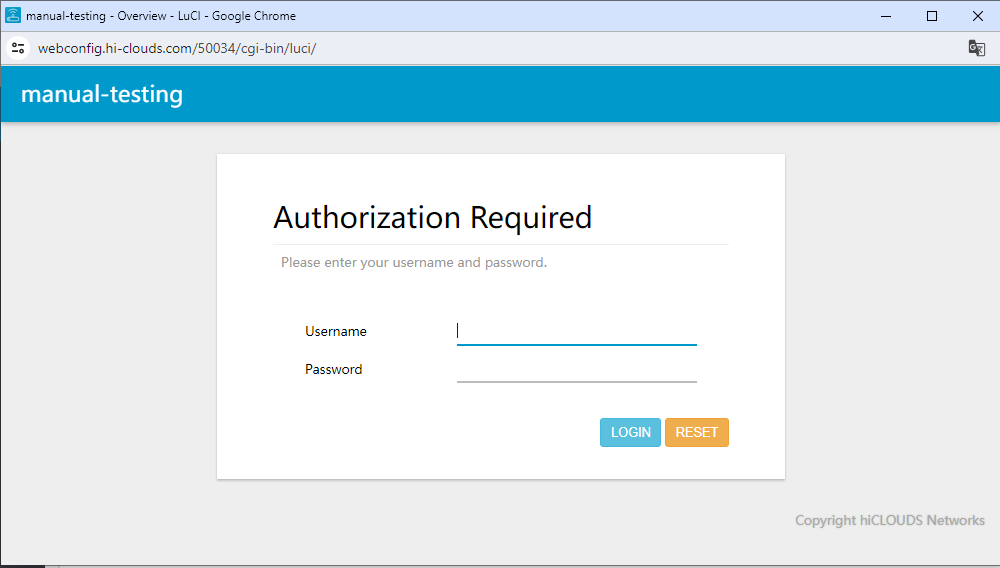 manual-testing - Overview - LuCI - Google Chrome
webconfig.hi-clouds.com/50034/cgi-bin/luci/
manual-testing
Authorization Required
Please enter your username and password.
Username
Password
LOGIN RESET
Copyright hiCLOUDS Networks